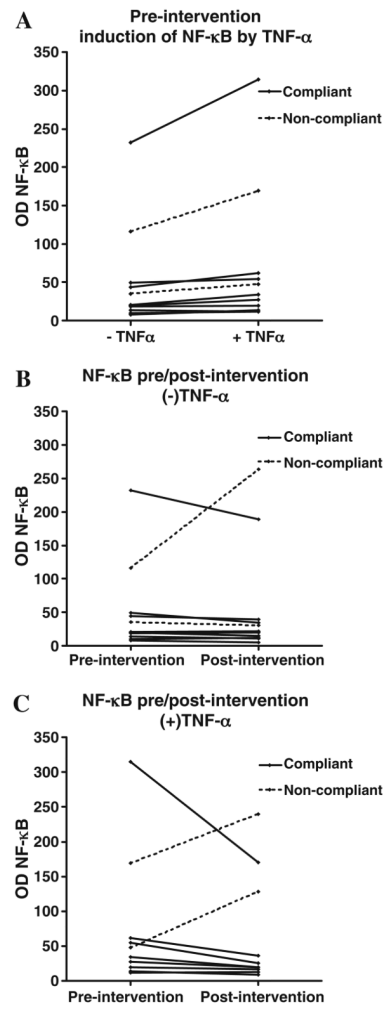 A
Pre-intervention
induction of NF-κB by TNF-α
350
300
250
200
150
100
50
0
OD NF-κB
Compliant
Non-compliant
- TNFα
+ TNFα
B
NF-κB pre/post-intervention
(-)TNF-α
350
300
250
200
150
100
50
0
OD NF-κB
Compliant
Non-compliant
Pre-intervention
Post-intervention
C
NF-κB pre/post-intervention
(+)TNF-α
350
300
250
200
150
100
50
0
OD NF-κB
Compliant
Non-compliant
Pre-intervention
Post-intervention